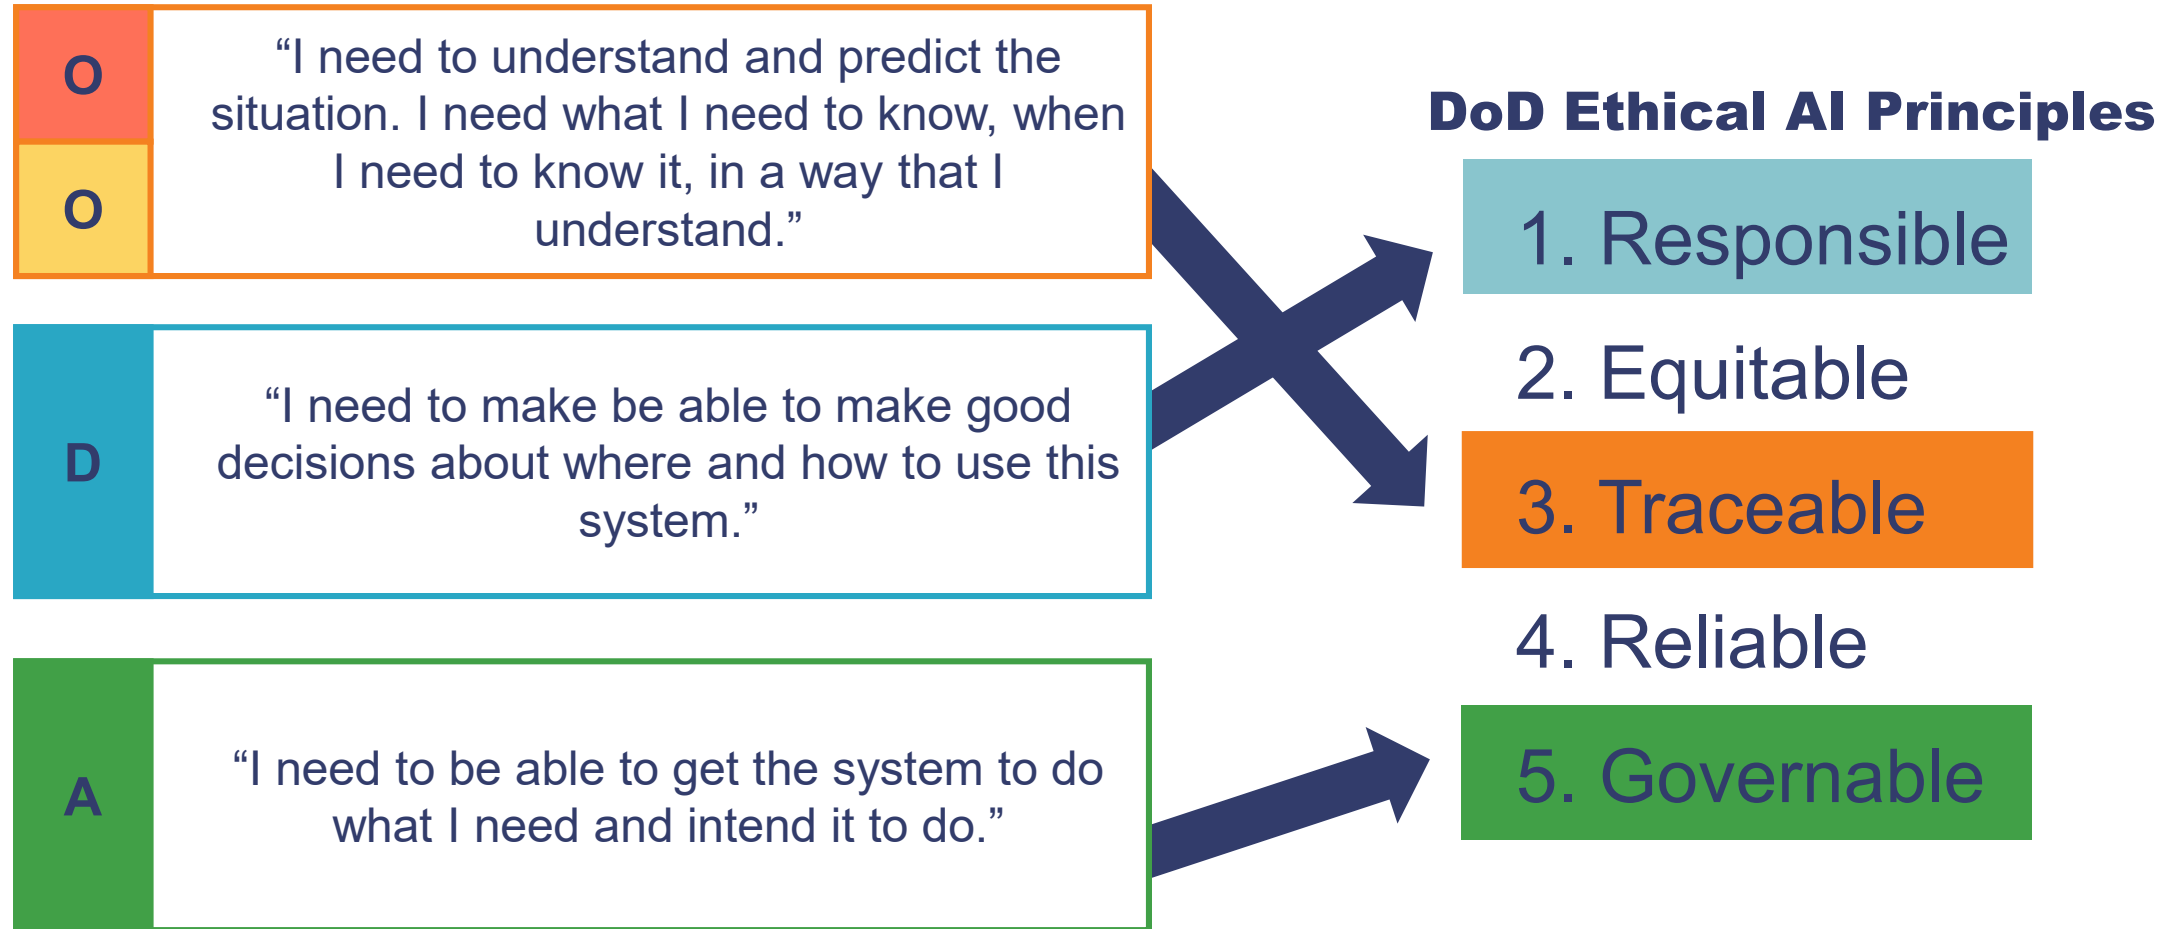 O
O
“I need to understand and predict the
situation. I need what I need to know, when
I need to know it, in a way that I
understand.”
D
“I need to make be able to make good
decisions about where and how to use this
system.”
A
“I need to be able to get the system to do
what I need and intend it to do.”
DoD Ethical AI Principles
1. Responsible
2. Equitable
3. Traceable
4. Reliable
5. Governable